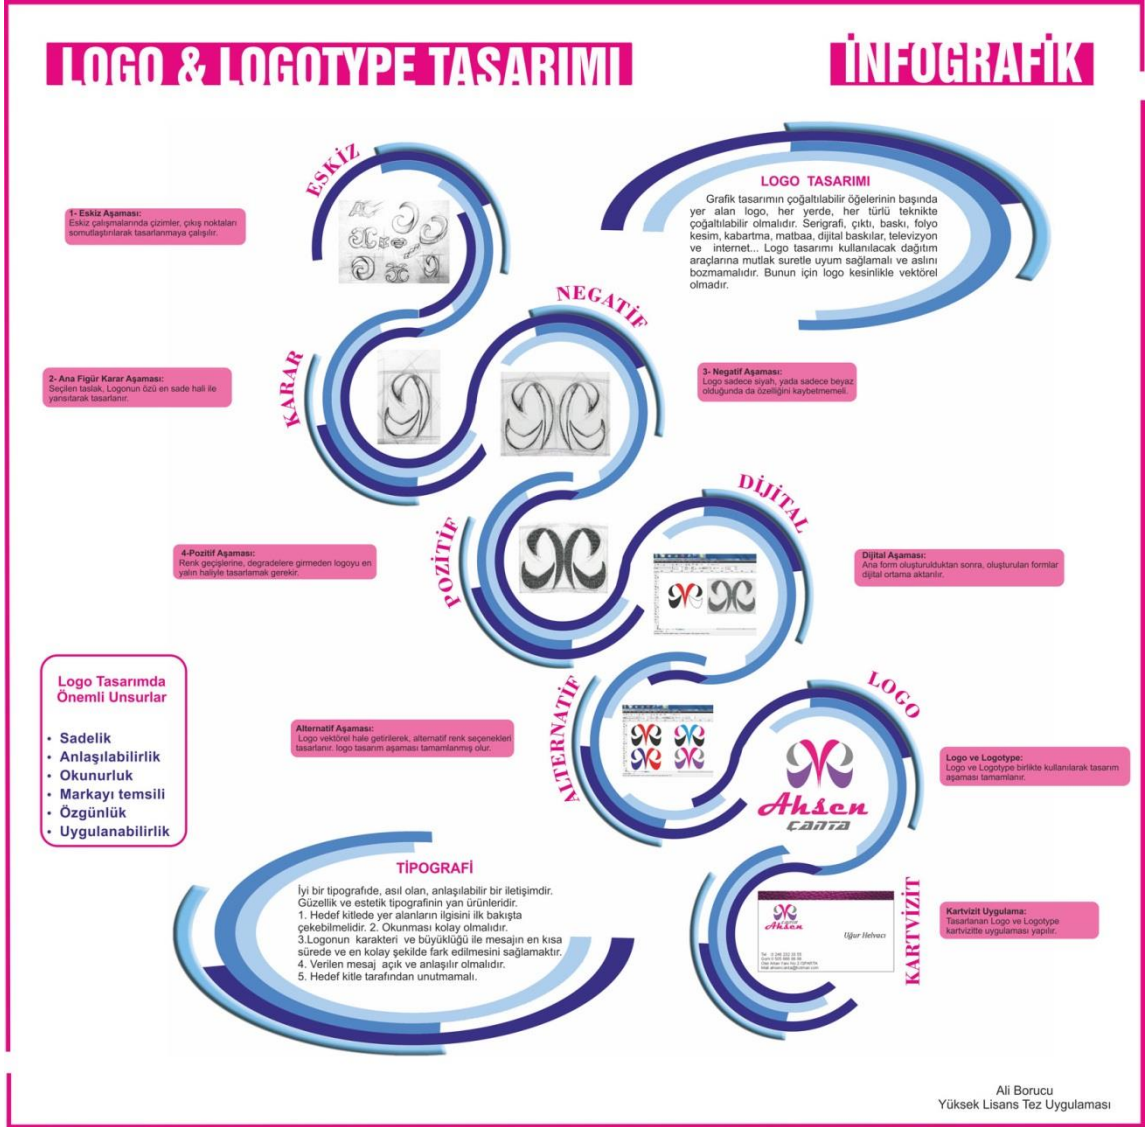 LOGO & LOGOTYPE TASARIMI
İNFOGRAFİK
ESKİZ
1- Eskiz Aşaması:
Eskiz çalışmalarında çizimler, çıkış noktaları
somutlaştırılarak tasarlanmaya çalışılır.
LOGO TASARIMI
Grafik tasarımın çoğaltılabilir öğelerinin başında
yer alan logo, her yerde, her türlü teknikte
çoğaltılabilir olmalıdır. Serigrafi, çıktı, baskı, folyo
kesim, kabartma, matbaa, dijital baskılar, televizyon
ve internet... Logo tasarımı kullanılacak dağıtım
araçlarına mutlak suretle uyum sağlamalı ve aslını
bozmamalıdır. Bunun için logo kesinlikle vektörel
olmadır.
KARAR
2- Ana Figür Karar Aşaması:
Seçilen taslak, Logonun özü en sade hali ile
yansıtarak tasarlanır.
NEGATİF
3- Negatif Aşaması:
Logo sadece siyah, yada sadece beyaz
olduğunda da özelliğini kaybetmemeli.
POZİTİF
4-Pozitif Aşaması:
Renk geçişlerine, degradelere girmeden logoyu en
yalın haliyle tasarlamak gerekir.
DİJİTAL
Dijital Aşaması:
Ana form oluşturulduktan sonra, oluşturulan formlar
dijital ortama aktarılır.
Logo Tasarımda
Önemli Unsurlar
• Sadelik
• Anlaşılabilirlik
• Okunurluk
• Markayı temsili
• Özgünlük
• Uygulanabilirlik
ALTERNATİF
Alternatif Aşaması:
Logo vektörel hale getirilerek, alternatif renk seçenekleri
tasarlanır. logo tasarım aşaması tamamlanmış olur.
LOGO
Ahsen
ÇANTA
Logo ve Logotype:
Logo ve Logotype birlikte kullanılarak tasarım
aşaması tamamlanır.
TİPOGRAFİ
İyi bir tipografide, asıl olan, anlaşılabilir bir iletişimdir.
Güzellik ve estetik tipografinin yan ürünleridir.
1. Hedef kitlede yer alanların ilgisini ilk bakışta
çekebilmelidir. 2. Okunması kolay olmalıdır.
3.Logonun karakteri ve büyüklüğü ile mesajın en kısa
sürede ve en kolay şekilde fark edilmesini sağlamaktır.
4. Verilen mesaj açık ve anlaşılır olmalıdır.
5. Hedef kitle tarafından unutmamalı.
KARTVİZİT
Ahsen
Uğur Helvacı
Kartvizit Uygulama:
Tasarlanan Logo ve Logotype
kartvizitte uygulaması yapılır.
Ali Borucu
Yüksek Lisans Tez Uygulaması